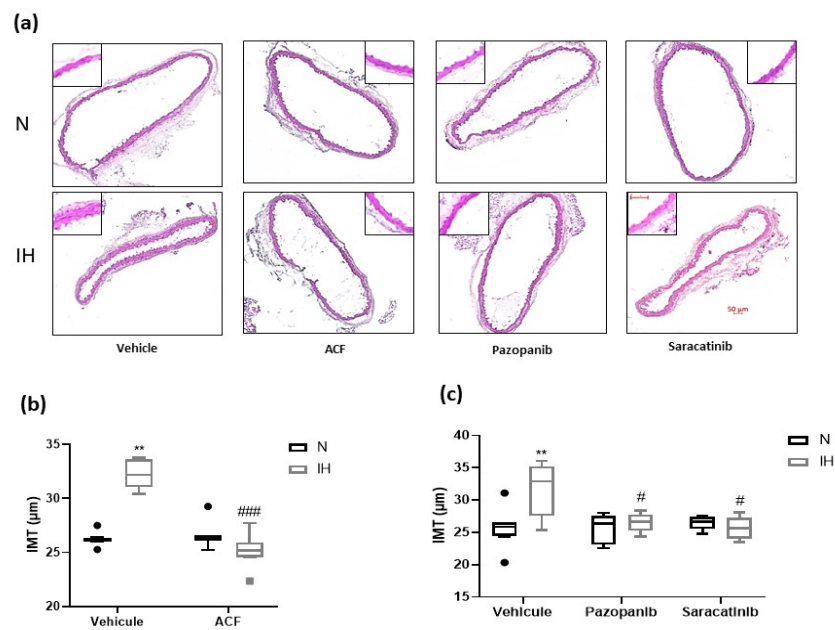 (a)
N
IH
50 μm
Vehicle
ACF
Pazopanib
Saracatinib
(b)
35
30
25
20
IMT (μm)
**
###
N
IH
Vehicule
ACF
(c)
40
35
30
25
20
15
IMT (μm)
**
#
#
N
IH
Vehicule
Pazopanib
Saracatinib